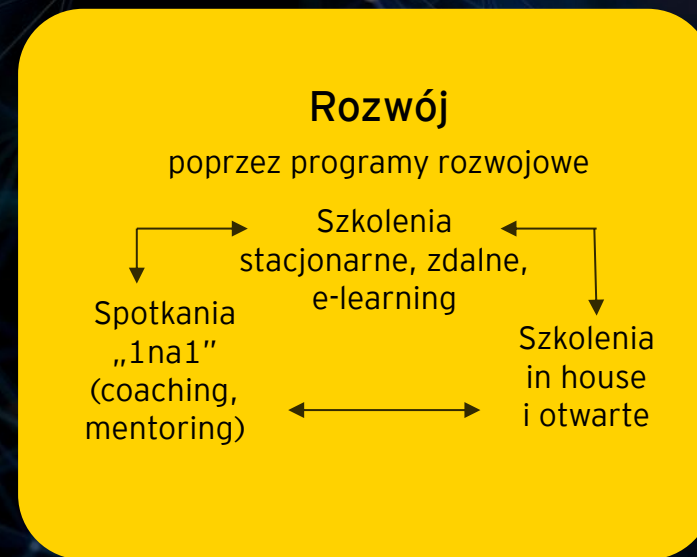 Rozwój
poprzez programy rozwojowe
Szkolenia
stacjonarne, zdalne,
e-learning
Spotkania
„1na1”
(coaching,
mentoring)
Szkolenia
in house
i otwarte